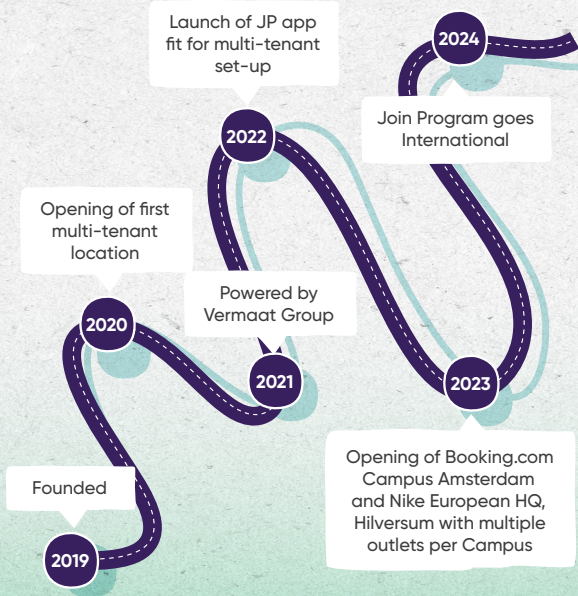 Launch of JP app
fit for multi-tenant
set-up
2024
Join Program goes
International
2022
Opening of first
multi-tenant
location
Powered by
Vermaat Group
2020
2021
2023
Opening of Booking.com
Campus Amsterdam
and Nike European HQ,
Hilversum with multiple
outlets per Campus
Founded
2019